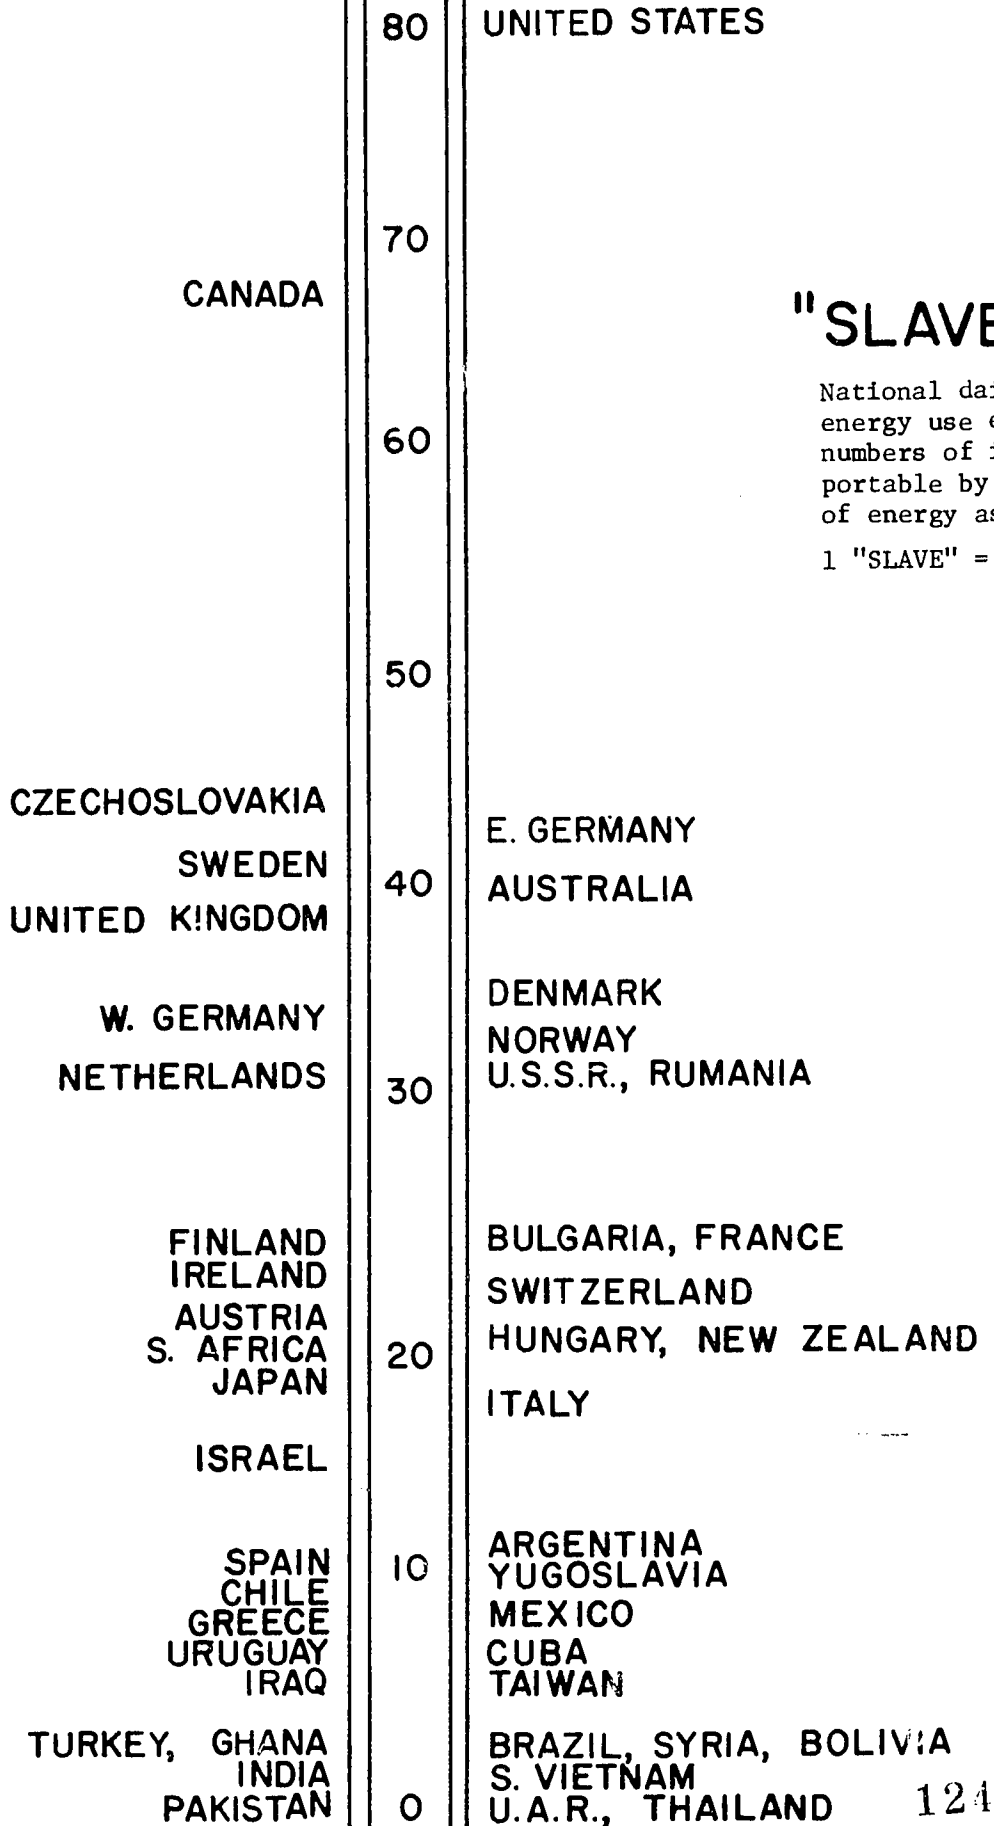 80 UNITED STATES
70
CANADA
"SLAVE
National dai
energy use e
numbers of i
portable by
of energy as
1 "SLAVE" =
60
50
CZECHOSLOVAKIA
E. GERMANY
SWEDEN
40 AUSTRALIA
UNITED KINGDOM
DENMARK
W. GERMANY
NORWAY
NETHERLANDS 30 U.S.S.R., RUMANIA
FINLAND BULGARIA, FRANCE
IRELAND
SWITZERLAND
AUSTRIA
HUNGARY, NEW ZEALAND
S. AFRICA 20
JAPAN
ITALY
ISRAEL
ARGENTINA
SPAIN 10 YUGOSLAVIA
CHILE
MEXICO
GREECE
URUGUAY CUBA
IRAQ TAIWAN
TURKEY, GHANA BRAZIL, SYRIA, BOLIVIA
INDIA S. VIETNAM
PAKISTAN 0 U.A.R., THAILAND 124